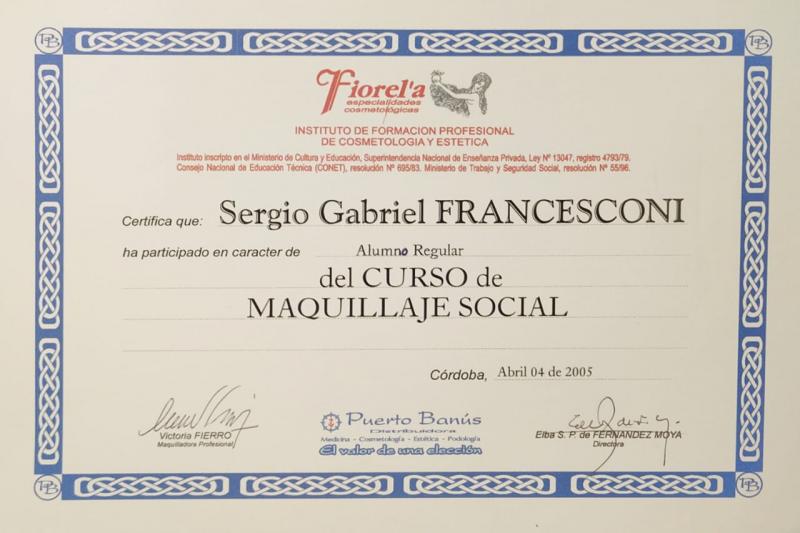 PB PB
Fiorel'a
especialidades
cosmetológicas
INSTITUTO DE FORMACION PROFESIONAL
DE COSMETOLOGIA Y ESTETICA
Instituto inscripto en el Ministerio de Cultura y Educación, Superintendencia Nacional de Enseñanza Privada, Ley Nº 13047, registro 4793/79.
Consejo Nacional de Educación Técnica (CONET), resolución Nº 695/83. Ministerio de Trabajo y Seguridad Social, resolución Nº 55/96.
Certifica que: Sergio Gabriel FRANCESCONI
ha participado en caracter de Alumno Regular
del CURSO de
MAQUILLAJE SOCIAL
Córdoba, Abril 04 de 2005
Victoria FIERRO
Maquilladora Profesional
Puerto Banús
Distribuidora
Medicina - Cosmetología - Estética - Podología
El valor de una elección
Elba S. P. de FERNANDEZ MOYA
Directora
PB PB